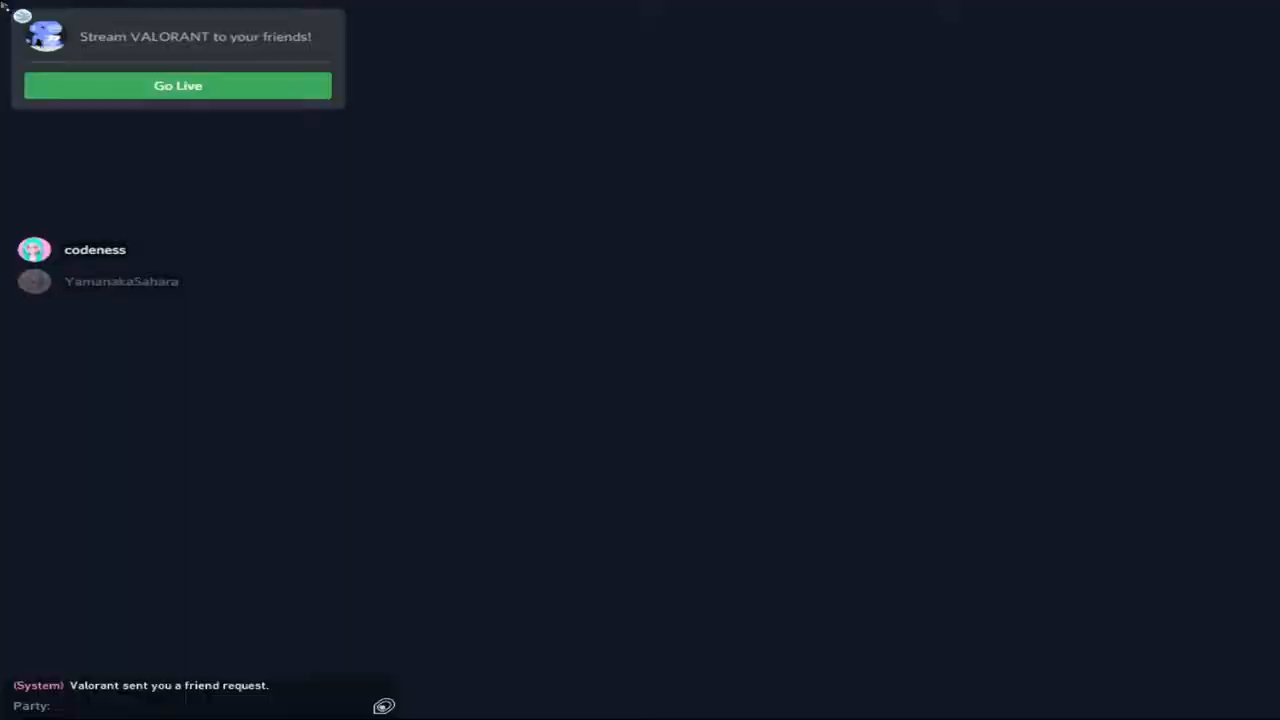 Stream VALORANT to your friends!
Go Live
codeness
YamanakaSahara
(System) Valorant sent you a friend request.
Party: